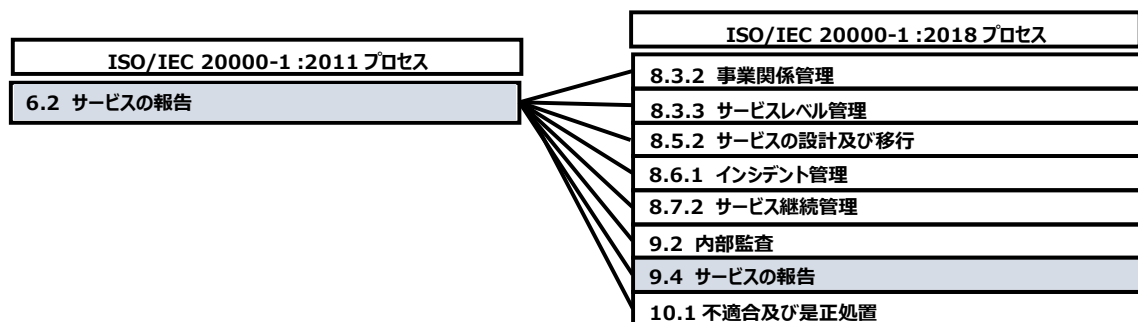 ISO/IEC 20000-1 :2011 プロセス
6.2 サービスの報告
ISO/IEC 20000-1 :2018 プロセス
8.3.2 事業関係管理
8.3.3 サービスレベル管理
8.5.2 サービスの設計及び移行
8.6.1 インシデント管理
8.7.2 サービス継続管理
9.2 内部監査
9.4 サービスの報告
10.1 不適合及び是正処置